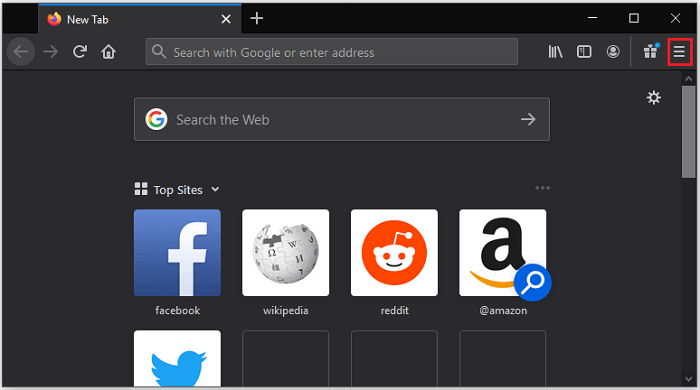 New Tab
Search with Google or enter address
Search the Web
Top Sites
facebook
wikipedia
reddit
@amazon